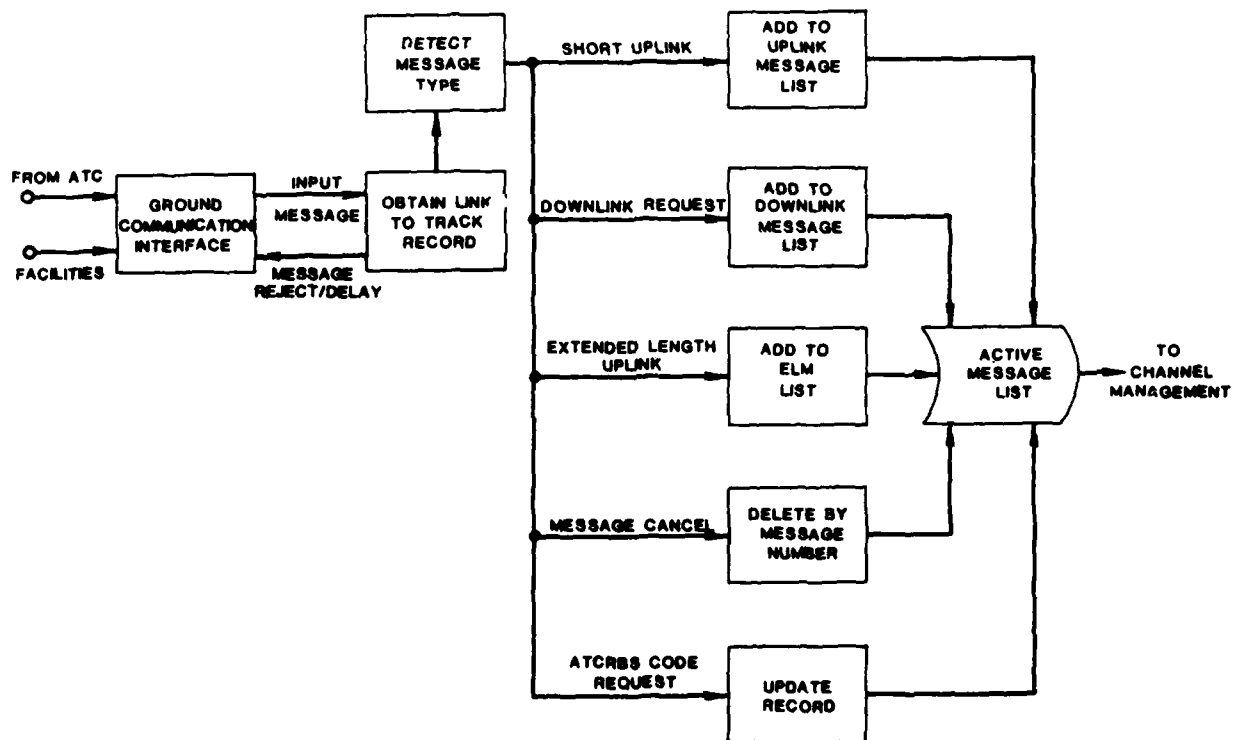 DETECT
MESSAGE
TYPE
SHORT UPLINK
ADD TO
UPLINK
MESSAGE
LIST
FROM ATC
FACILITIES
GROUND
COMMUNICATION
INTERFACE
INPUT
MESSAGE
MESSAGE
REJECT/DELAY
OBTAIN LINK
TO TRACK
RECORD
DOWNLINK REQUEST
ADD TO
DOWNLINK
MESSAGE
LIST
EXTENDED LENGTH
UPLINK
ADD TO
ELM
LIST
ACTIVE
MESSAGE
LIST
TO
CHANNEL
MANAGEMENT
MESSAGE CANCEL
DELETE BY
MESSAGE
NUMBER
ATCRBS CODE
REQUEST
UPDATE
RECORD